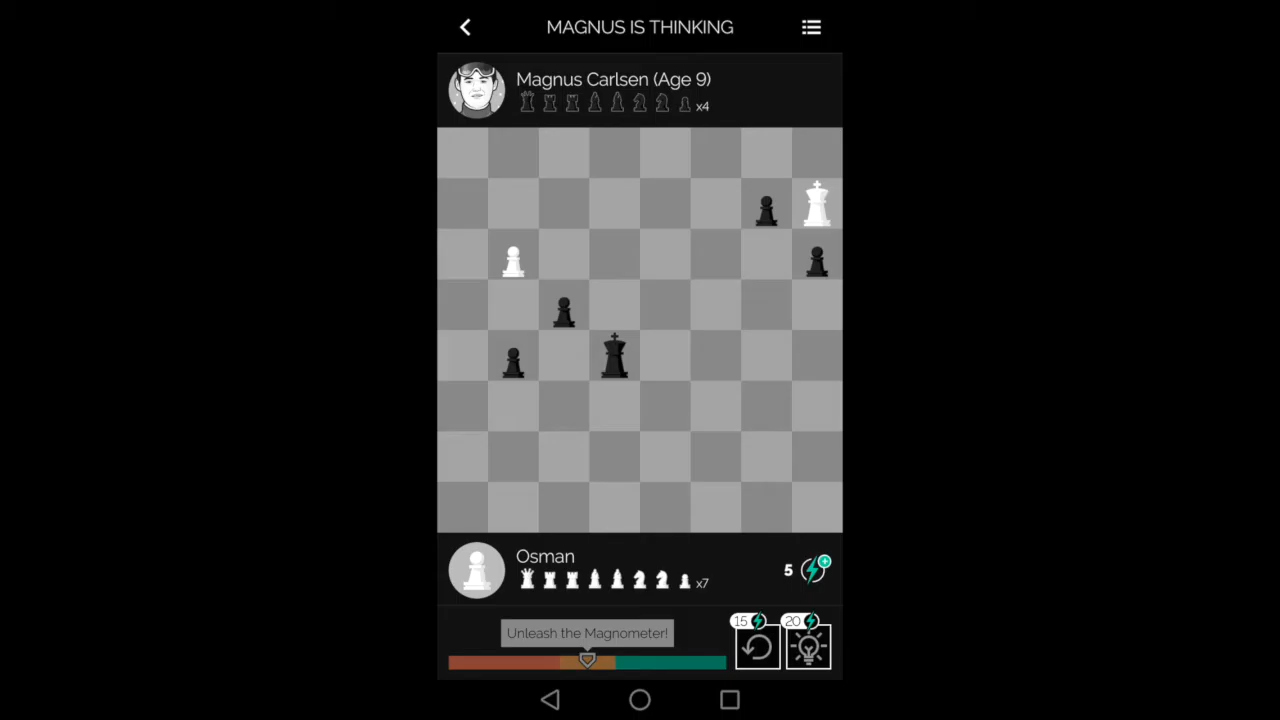 MAGNUS IS THINKING
Magnus Carlsen (Age 9)
x4
Osman
x7
5
15
20
Unleash the Magnometer!